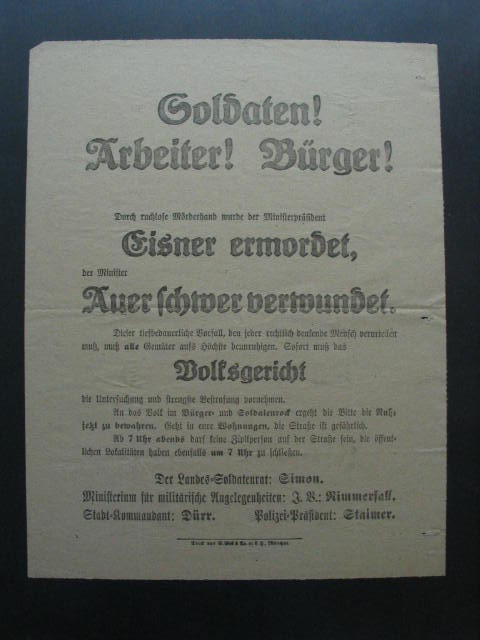 Soldaten!
Arbeiter! Bürger!
Durch ruchlose Mörderhand wurde der Ministerpräsident
Eisner ermordet,
der Minister
Auer schwer verwundet.
Dieser tiefbedauerliche Vorfall, den jeder rechtlich denkende Mensch verurteilen
muß, muß alle Gemüter aufs Höchste beunruhigen. Sofort muß das
Volksgericht
die Untersuchung und strengste Bestrafung vornehmen.
An das Volk im Bürger- und Soldatenrock ergeht die Bitte die Ruhe
jetzt zu bewahren. Geht in eure Wohnungen, die Straße ist gefährlich.
Ab 7 Uhr abends darf keine Zivilperson auf der Straße sein, die öffent-
lichen Lokalitäten haben ebenfalls um 7 Uhr zu schließen.
Der Landes-Soldatenrat: Simon.
Ministerium für militärische Angelegenheiten: J. V.: Nimmerfall.
Stadt-Kommandant: Dürr. Polizei-Präsident: Staimer.
Druck von München